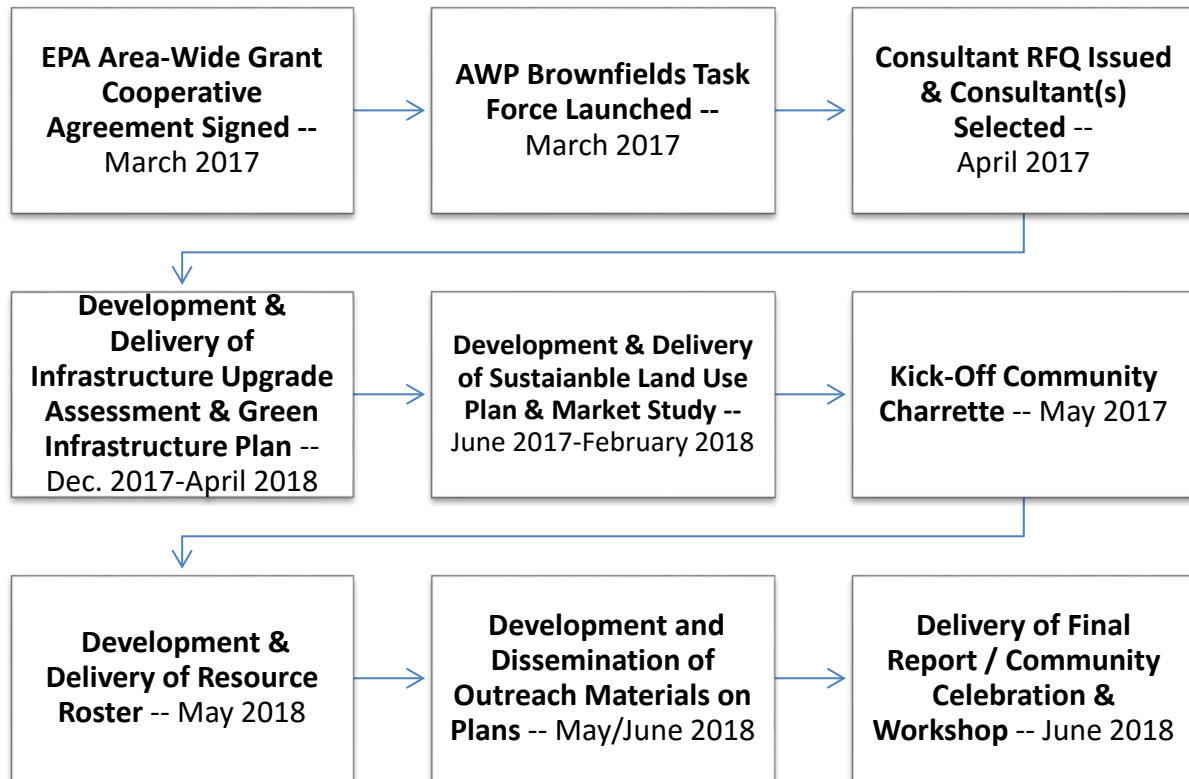 EPA Area-Wide Grant
Cooperative
Agreement Signed --
March 2017
AWP Brownfields Task
Force Launched --
March 2017
Consultant RFQ Issued
& Consultant(s)
Selected --
April 2017
Development &
Delivery of
Infrastructure Upgrade
Assessment & Green
Infrastructure Plan --
Dec. 2017-April 2018
Development & Delivery
of Sustaianble Land Use
Plan & Market Study --
June 2017-February 2018
Kick-Off Community
Charrette -- May 2017
Development &
Delivery of Resource
Roster -- May 2018
Development and
Dissemination of
Outreach Materials on
Plans -- May/June 2018
Delivery of Final
Report / Community
Celebration &
Workshop -- June 2018